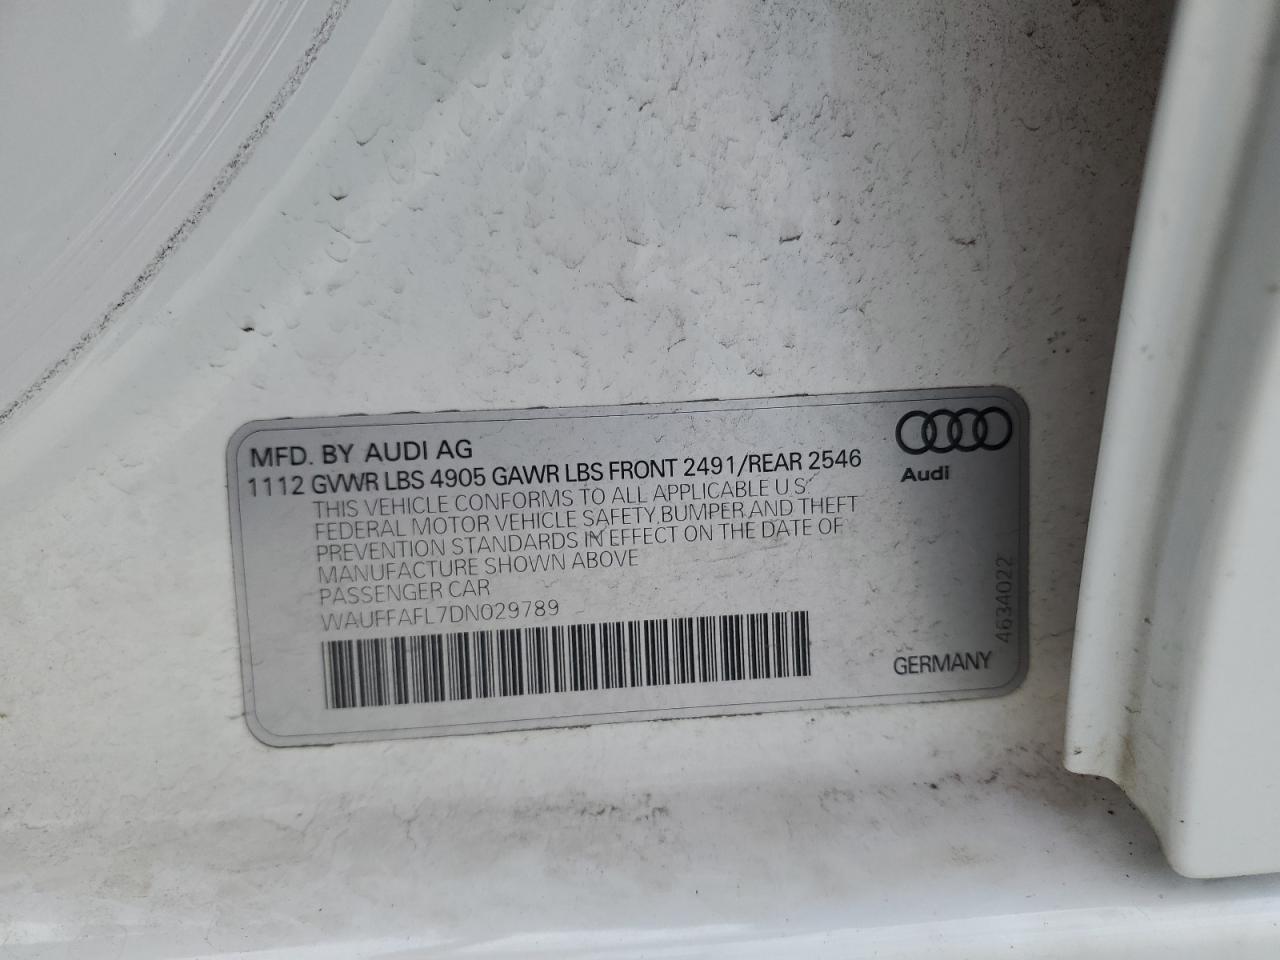 MFD. BY AUDI AG
1112 GVWR LBS 4905 GAWR LBS FRONT 2491/REAR 2546
THIS VEHICLE CONFORMS TO ALL APPLICABLE U.S.
FEDERAL MOTOR VEHICLE SAFETY,BUMPER,AND THEFT
PREVENTION STANDARDS IN EFFECT ON THE DATE OF
MANUFACTURE SHOWN ABOVE
PASSENGER CAR
WAUFFAFL7DN029789
Audi
4634022
GERMANY